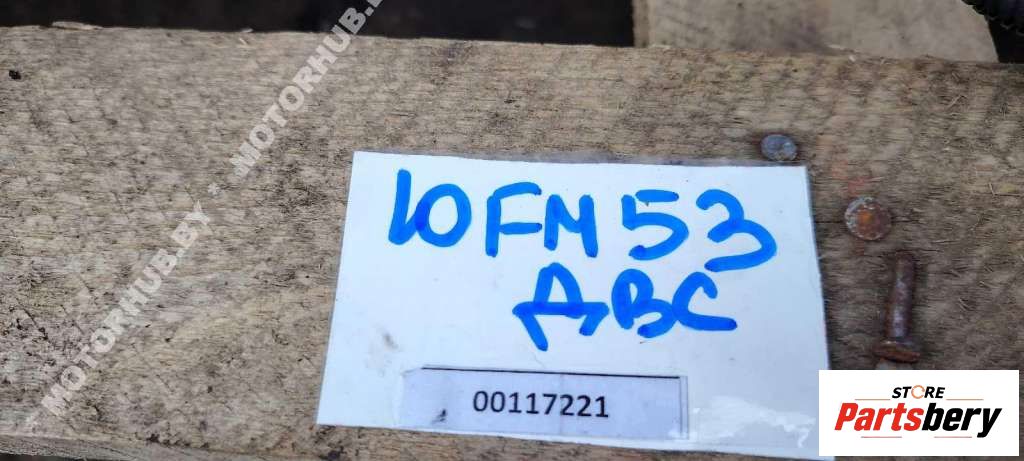 MOTORHUB.BY • MOTORHUB.BY
10FM53
ДВС
00117221
STORE
Partsbery